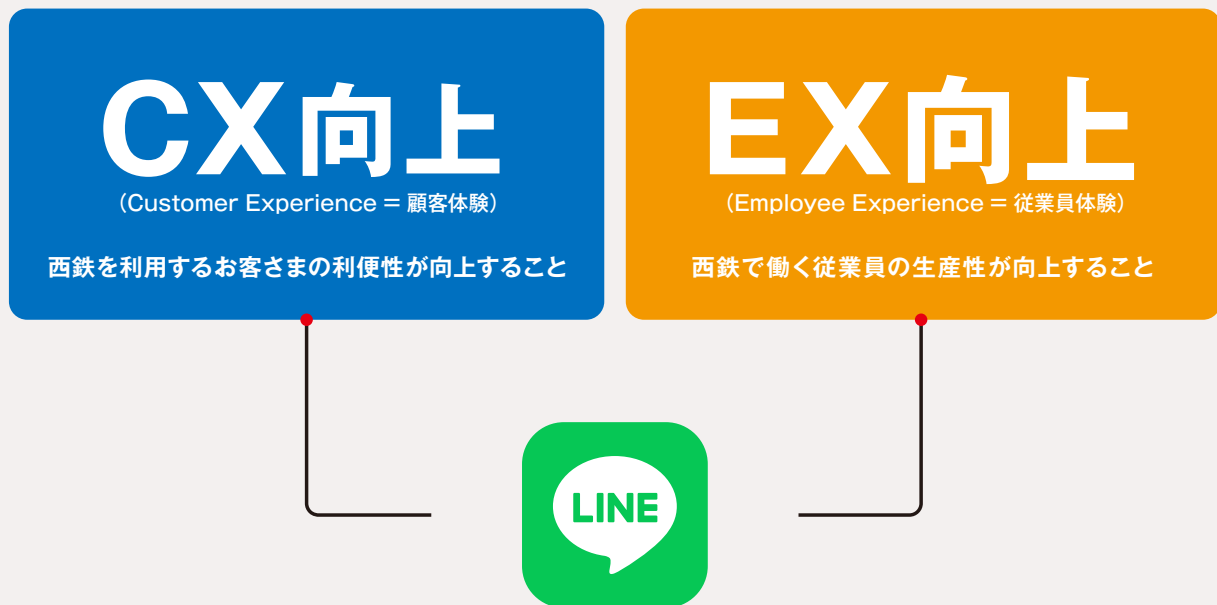 CX向上
（Customer Experience = 顧客体験）
西鉄を利用するお客さまの利便性が向上すること
EX向上
（Employee Experience = 従業員体験）
西鉄で働く従業員の生産性が向上すること
LINE